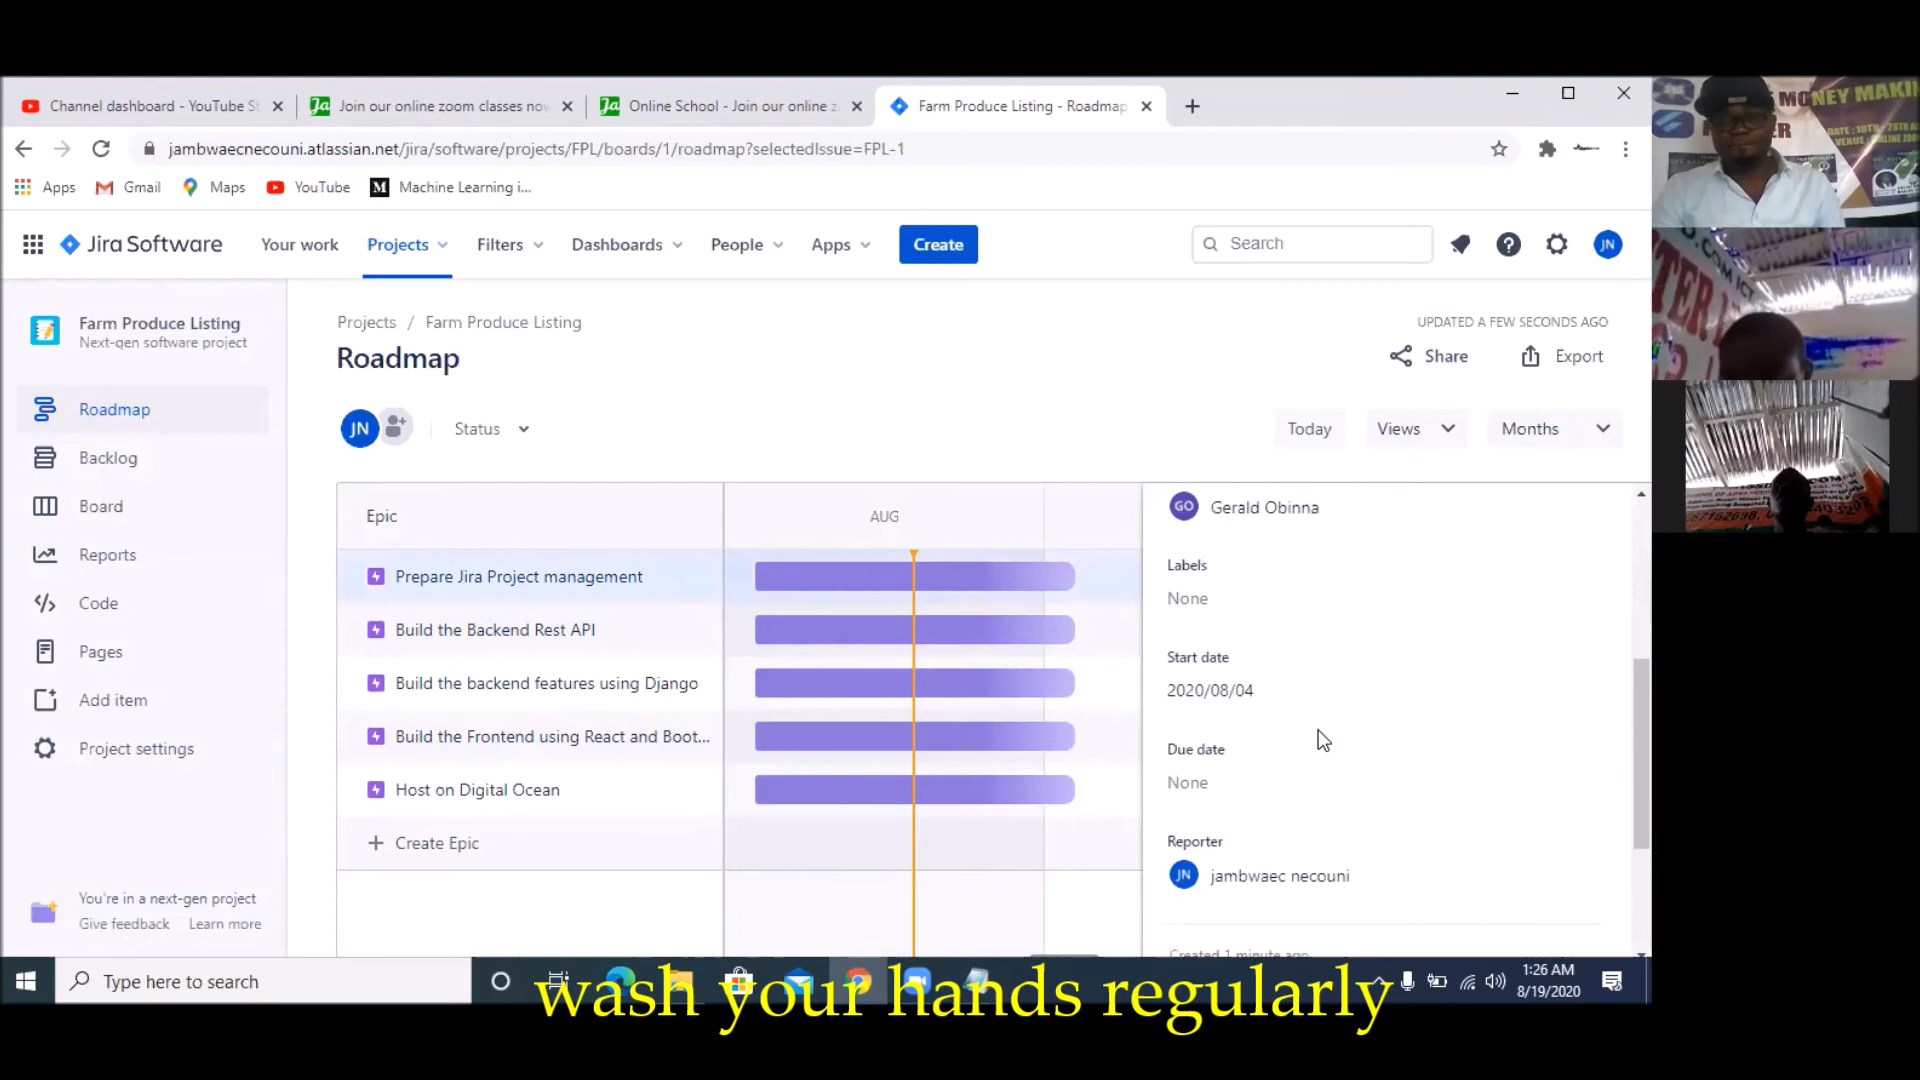 Channel dashboard - YouTube St
Join our online zoom classes now
Online School - Join our online z
Farm Produce Listing - Roadmap
jambwaecnecouni.atlassian.net/jira/software/projects/FPL/boards/1/roadmap?selectedIssue=FPL-1
Apps
Gmail
Maps
YouTube
M
Machine Learning i...
Jira Software
Your work
Projects
Filters
Dashboards
People
Apps
Create
Search
JN
Farm Produce Listing
Next-gen software project
Roadmap
Backlog
Board
Reports
Code
Pages
Add item
Project settings
You're in a next-gen project
Give feedback Learn more
Projects / Farm Produce Listing
Roadmap
UPDATED A FEW SECONDS AGO
Share
Export
JN
Status
Today
Views
Months
Epic
AUG
Prepare Jira Project management
Build the Backend Rest API
Build the backend features using Django
Build the Frontend using React and Boot...
Host on Digital Ocean
+ Create Epic
GO Gerald Obinna
Labels
None
Start date
2020/08/04
Due date
None
Reporter
JN jambwaec necouni
Created 1 minute ago
MONEY MAKIN
VENUE : ONLINE ZOO
Type here to search
1:26 AM
8/19/2020
wash your hands regularly